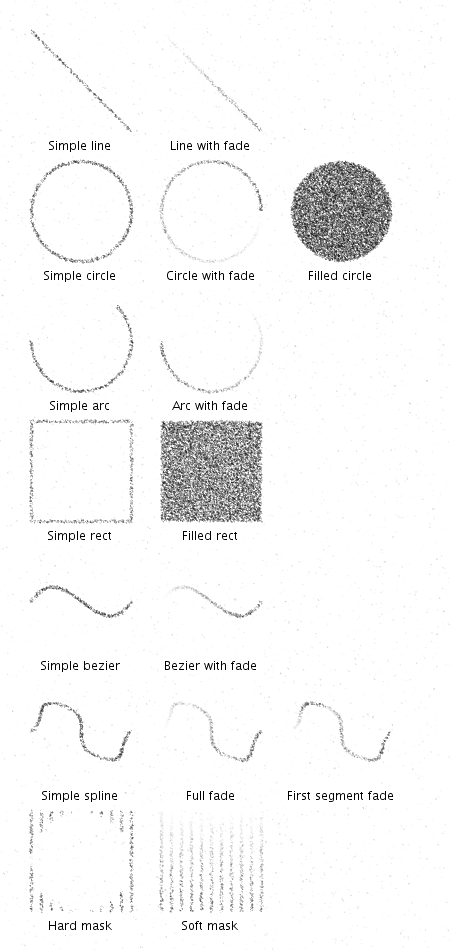 Simple line
Line with fade
Simple circle
Circle with fade
Filled circle
Simple arc
Arc with fade
Simple rect
Filled rect
Simple bezier
Bezier with fade
Simple spline
Full fade
First segment fade
Hard mask
Soft mask